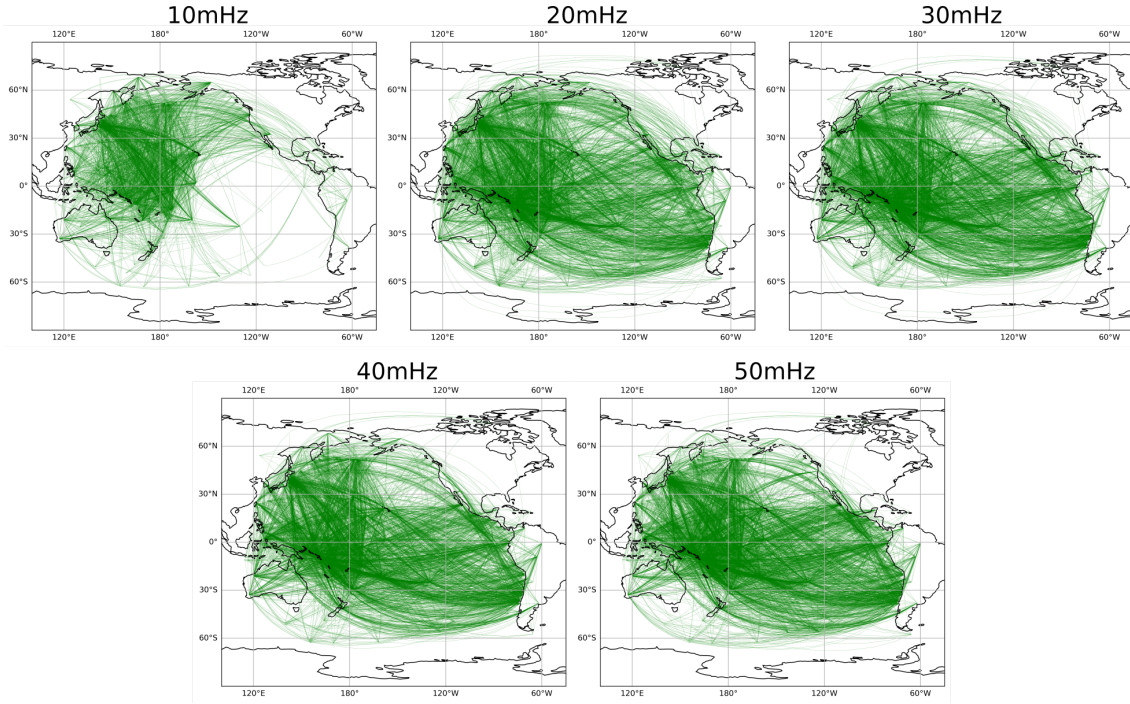 10mHz 20mHz 30mHz
120°E 180° 120°W 60°W 120°E 180° 120°W 60°W 120°E 180° 120°W 60°W
60°N 60°N 60°N
30°N 30°N 30°N
0° 0° 0°
30°S 30°S 30°S
60°S 60°S 60°S
120°E 180° 120°W 60°W 120°E 180° 120°W 60°W 120°E 180° 120°W 60°W
40mHz 50mHz
120°E 180° 120°W 60°W 120°E 180° 120°W 60°W
60°N 60°N
30°N 30°N
0° 0°
30°S 30°S
60°S 60°S
120°E 180° 120°W 60°W 120°E 180° 120°W 60°W